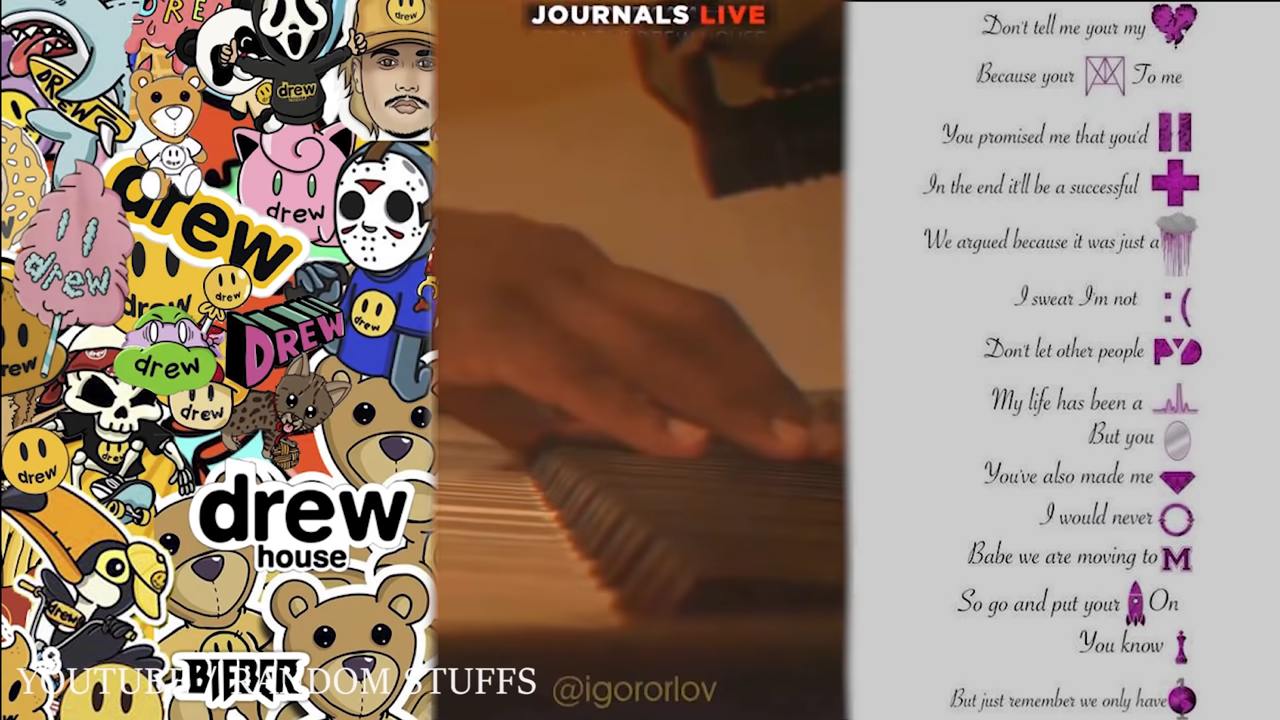 JOURNALS LIVE
Don't tell me your my
Because your To me
You promised me that you'd
In the end it'll be a successful
We argued because it was just a
I swear I'm not
:(
Don't let other people
My life has been a
But you
You've also made me
I would never
Babe we are moving to M
So go and put your On
You know
But just remember we only have
DREW
drew
drew
drew
drew
drew
drew
drew
drew
DREW
drew
drew
drew
drew
drew
house
BIEBER
YOUTUBE / RANDOM STUFFS
@igororlov